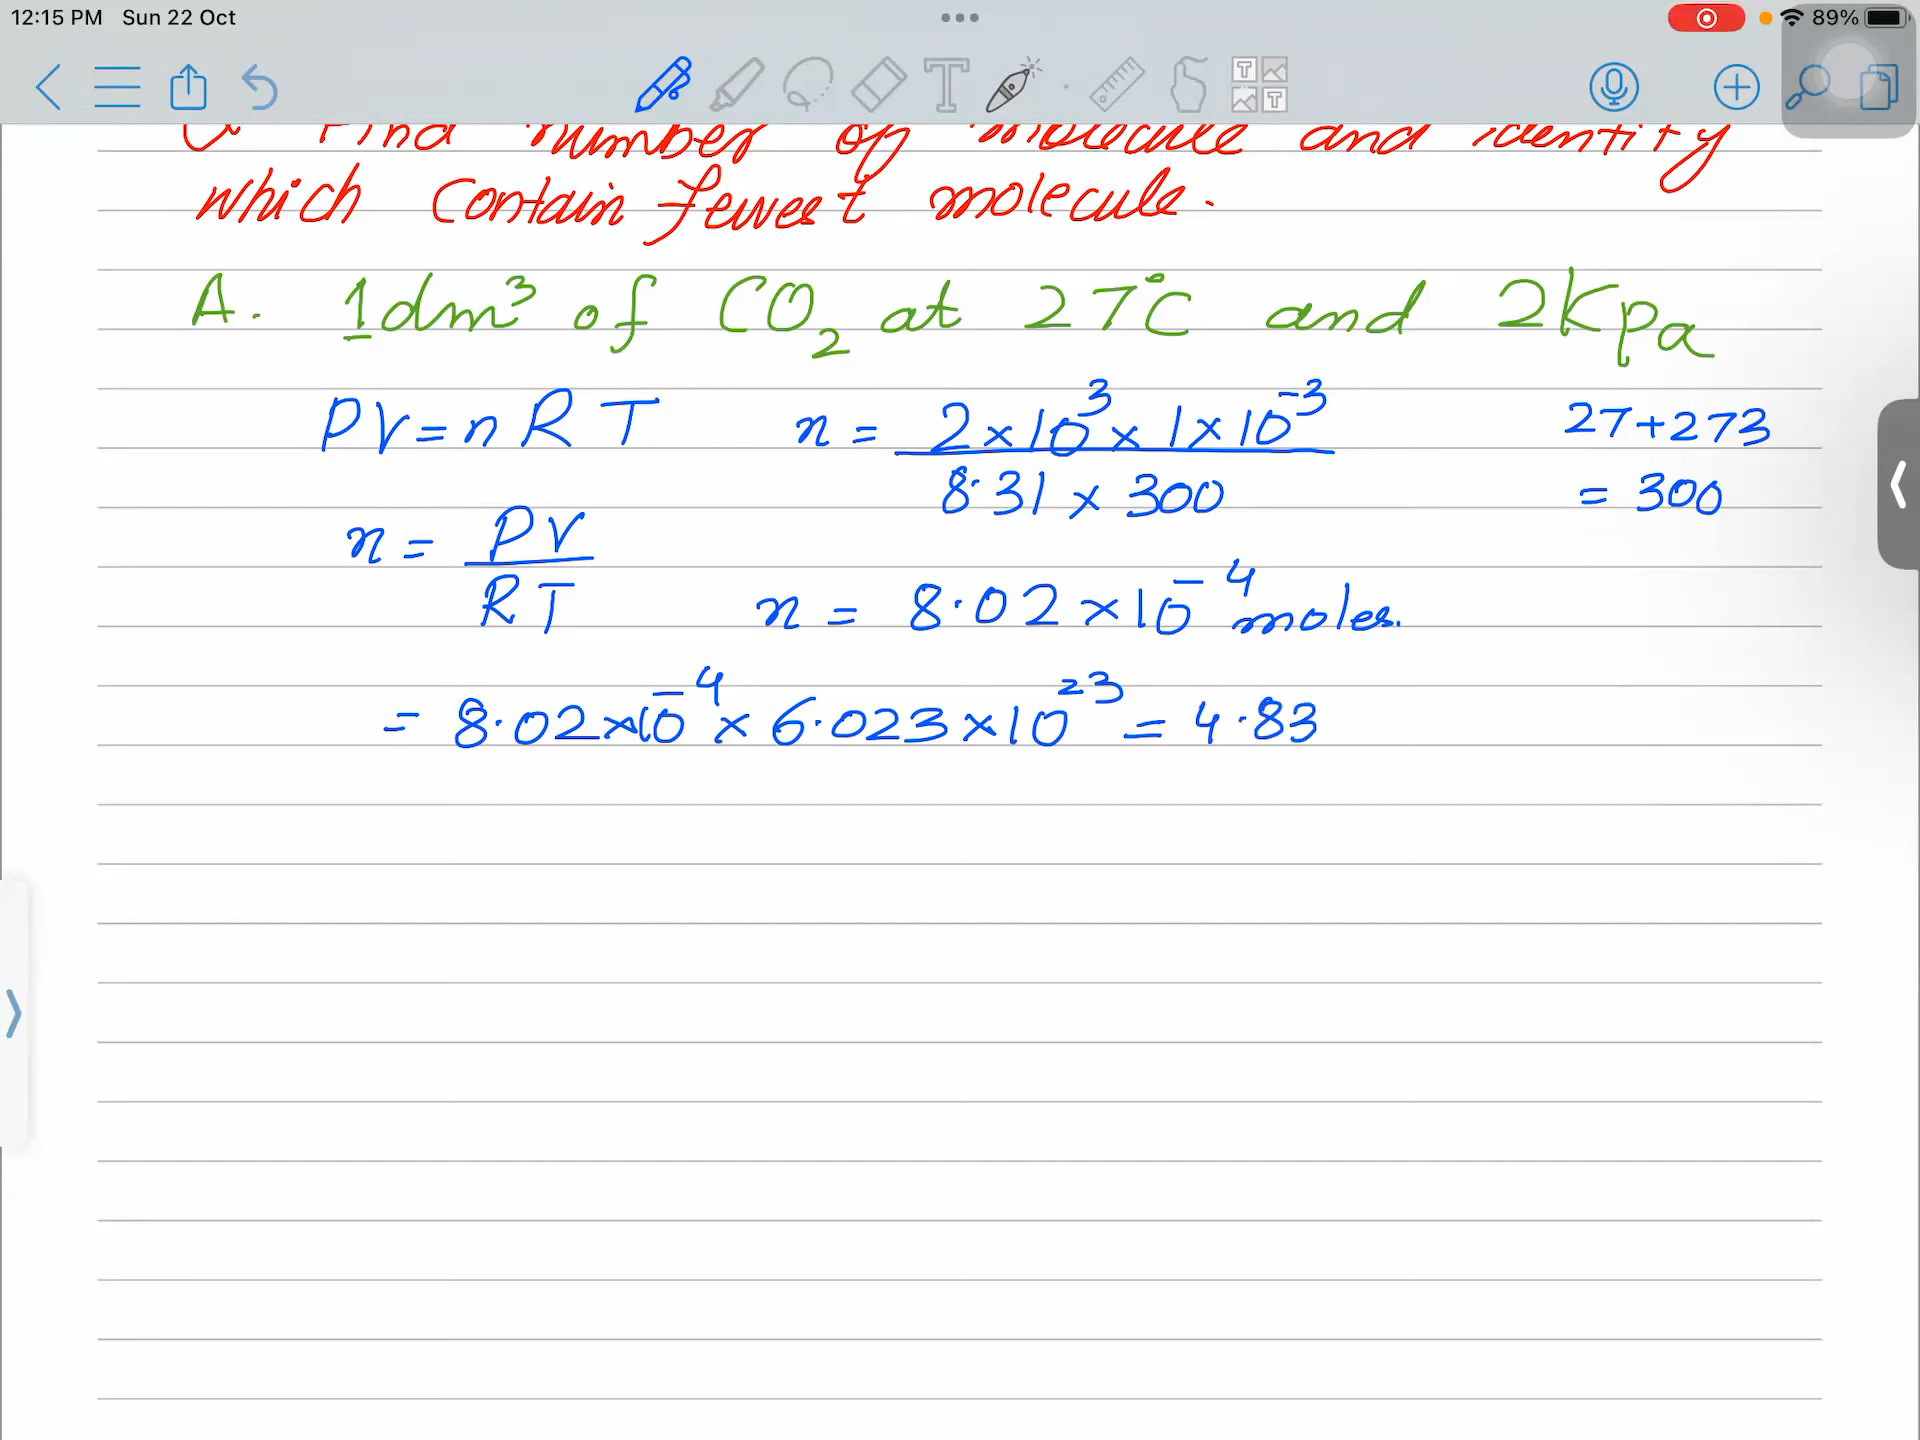 12:15 PM Sun 22 Oct 89%
Q Find number of molecule and identity
which contain fewest molecule.
A. 1dm³ of CO₂ at 27°C and 2Kpa
PV=nRT n = 2×10³×1×10⁻³ 27+273
8.31 × 300 = 300
n = PV
RT n = 8.02×10⁻⁴ moles.
= 8.02×10⁻⁴ × 6.023×10²³ = 4.83